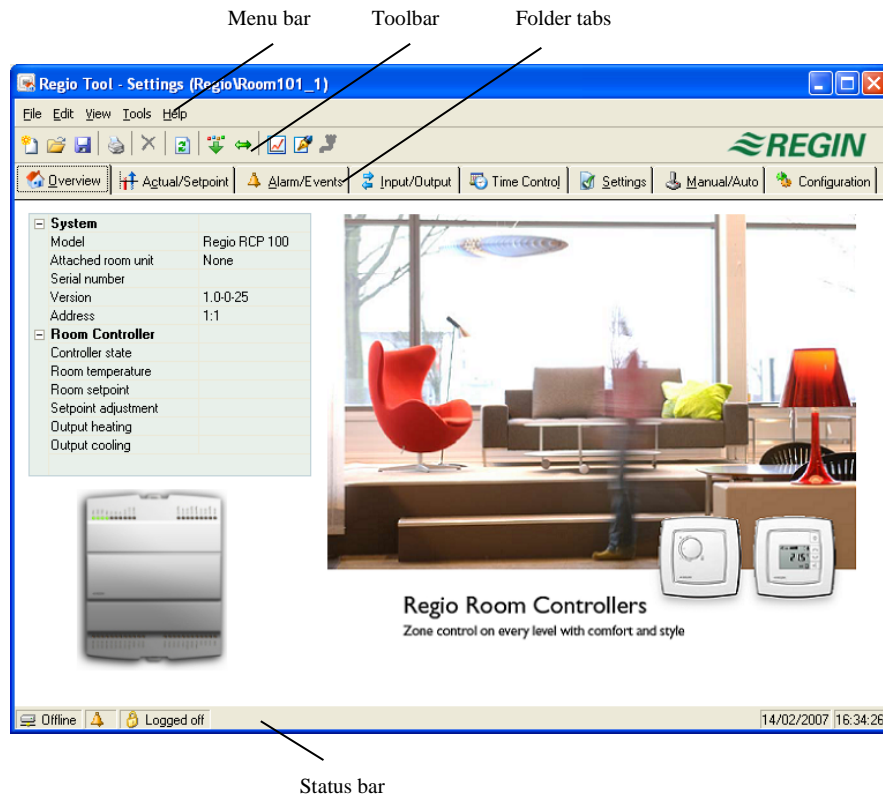 Menu bar Toolbar Folder tabs
Regio Tool - Settings (Regio\Room101_1)
File Edit View Tools Help
REGIN
Overview Actual/Setpoint Alarm/Events Input/Output Time Control Settings Manual/Auto Configuration
System
Model Regio RCP 100
Attached room unit None
Serial number
Version 1.0-0-25
Address 1:1
Room Controller
Controller state
Room temperature
Room setpoint
Setpoint adjustment
Output heating
Output cooling
21.5
Regio Room Controllers
Zone control on every level with comfort and style
Offline Logged off 14/02/2007 16:34:26
Status bar